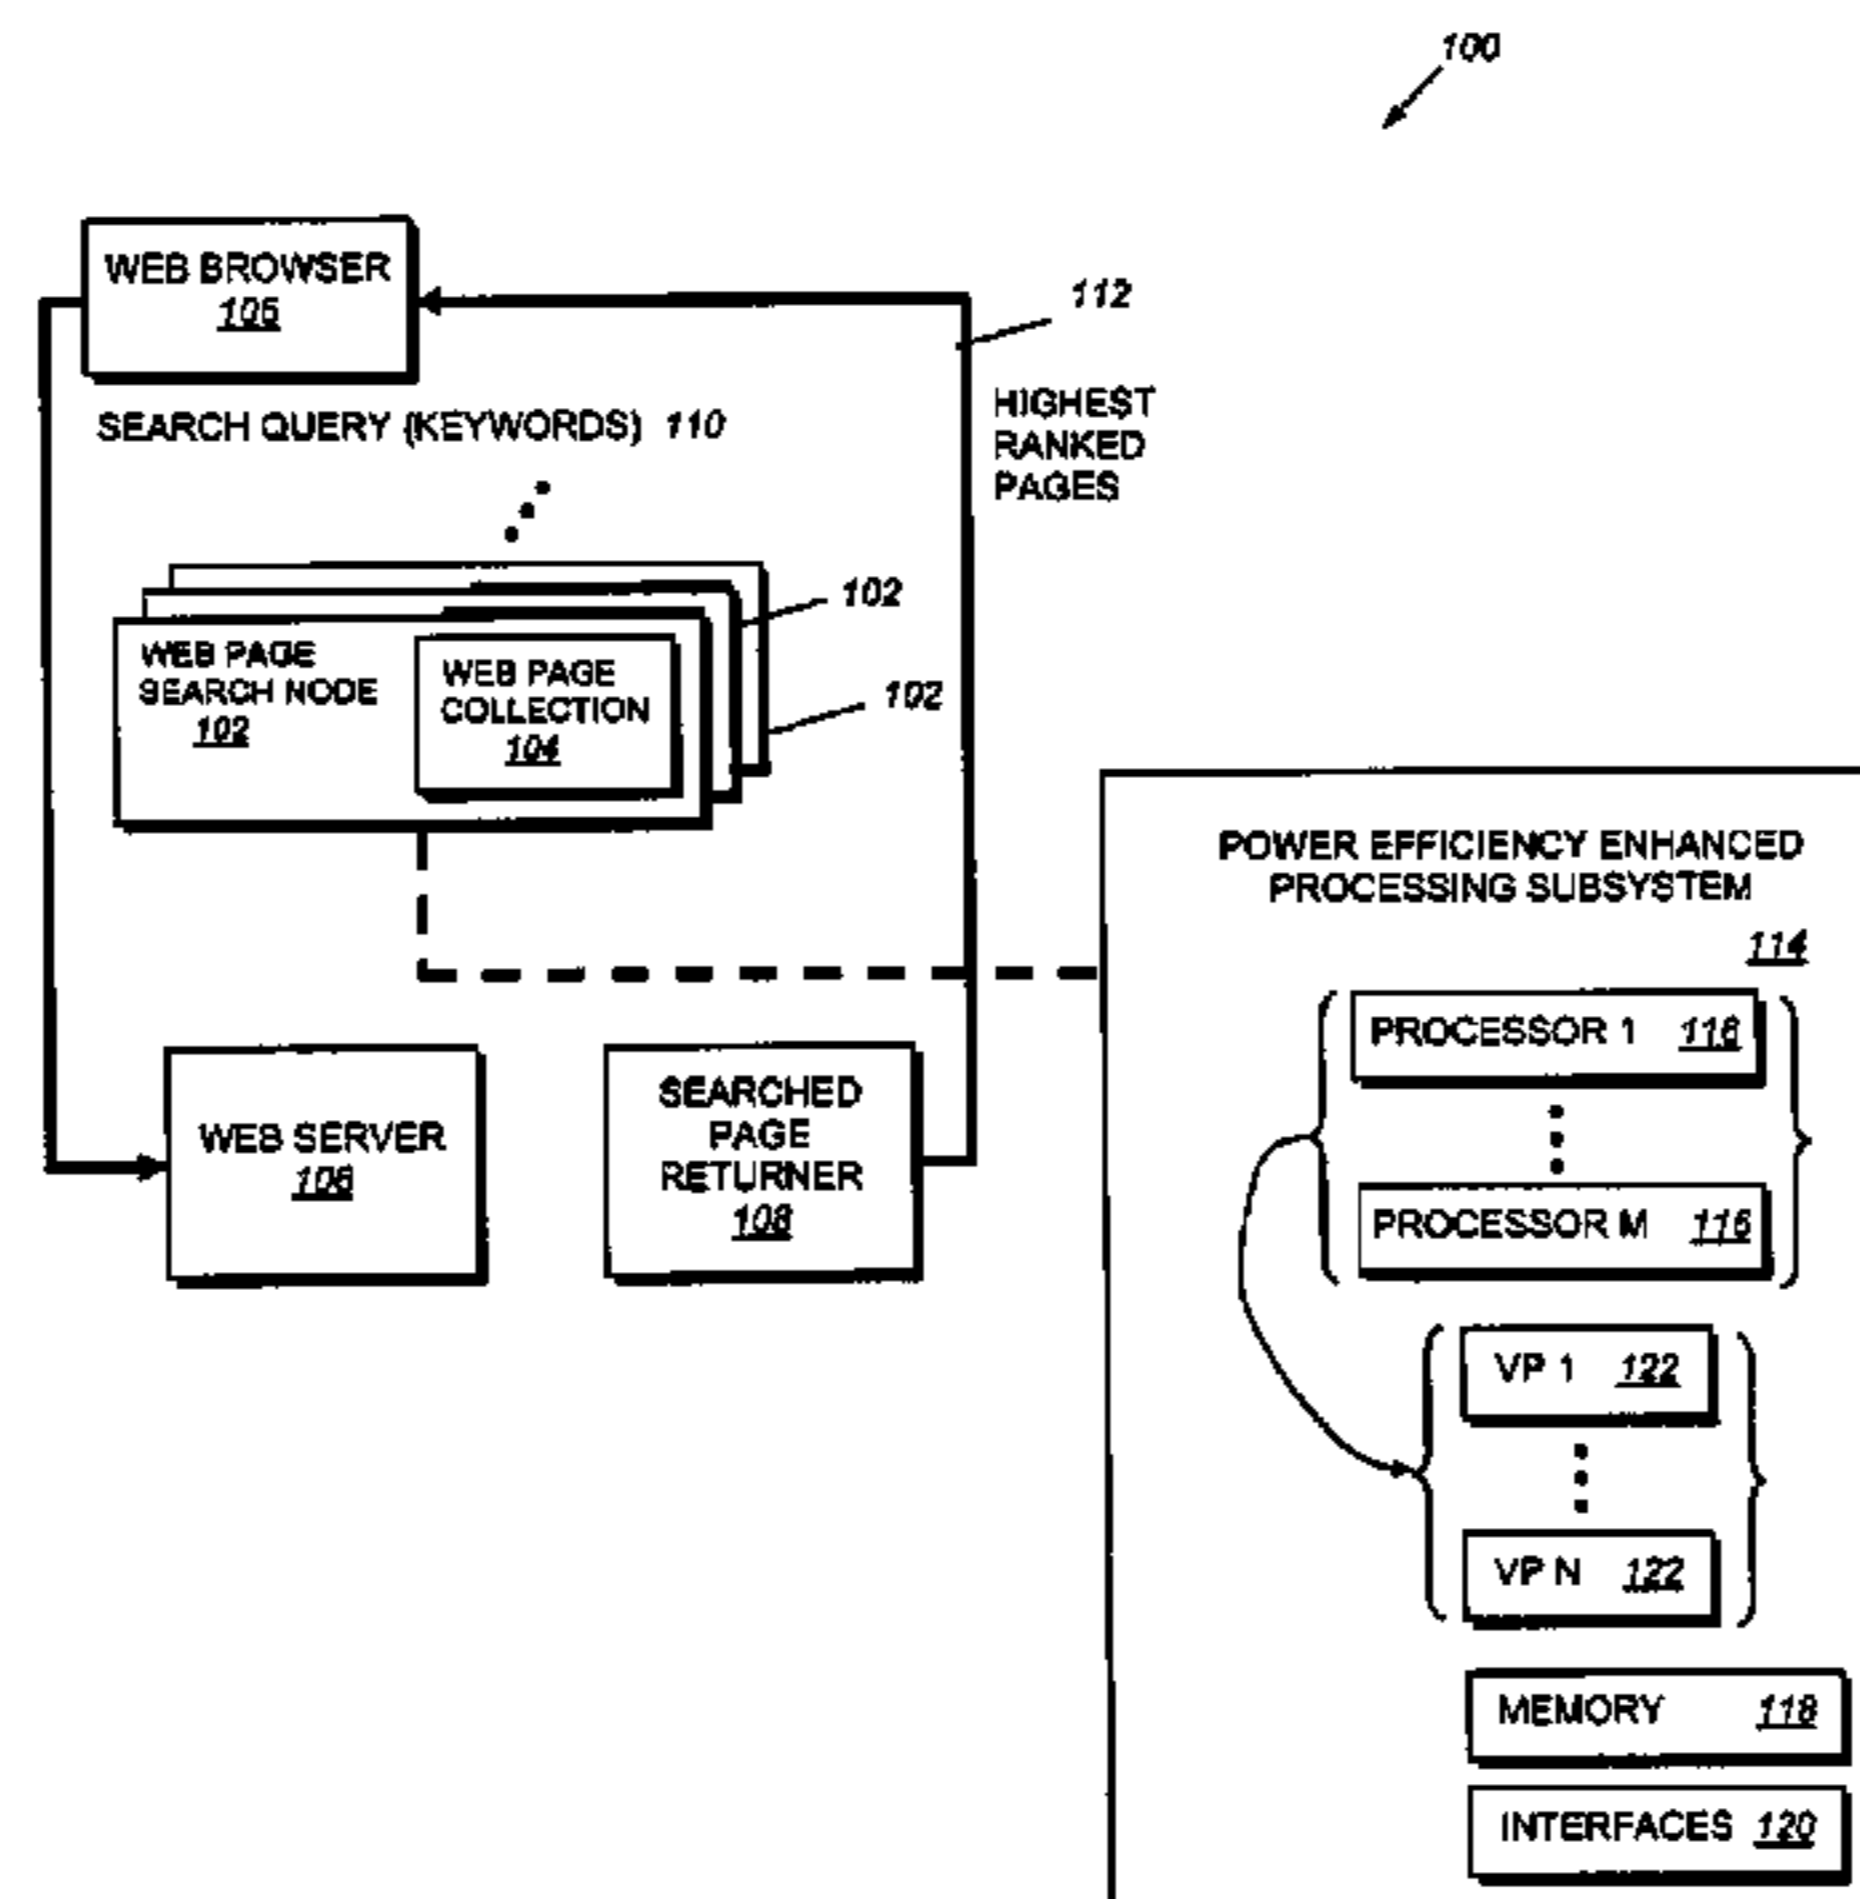 100
WEB BROWSER
105
112
HIGHEST
RANKED
PAGES
SEARCH QUERY (KEYWORDS) 110
102
WEB PAGE
SEARCH NODE
102
WEB PAGE
COLLECTION
104
102
POWER EFFICIENCY ENHANCED
PROCESSING SUBSYSTEM
114
PROCESSOR 1 116
WEB SERVER
106
SEARCHED
PAGE
RETURNER
108
PROCESSOR M 116
VP 1 122
VP N 122
MEMORY 118
INTERFACES 120